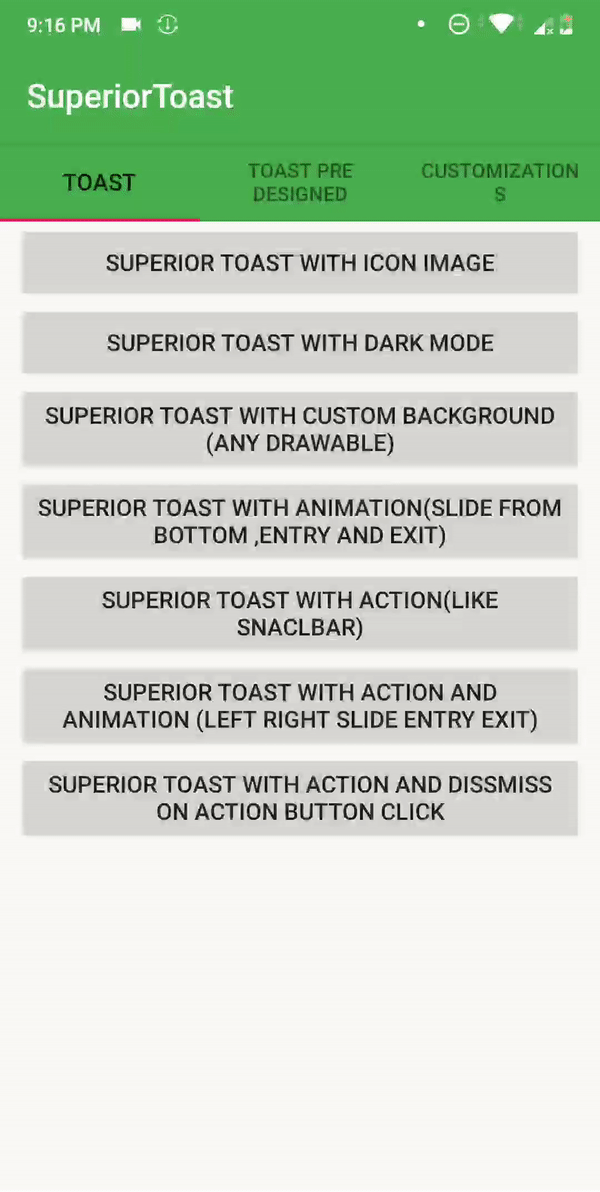 9:16 PM
SuperiorToast
TOAST
TOAST PRE
DESIGNED
CUSTOMIZATION
S
SUPERIOR TOAST WITH ICON IMAGE
SUPERIOR TOAST WITH DARK MODE
SUPERIOR TOAST WITH CUSTOM BACKGROUND
(ANY DRAWABLE)
SUPERIOR TOAST WITH ANIMATION(SLIDE FROM
BOTTOM ,ENTRY AND EXIT)
SUPERIOR TOAST WITH ACTION(LIKE
SNACLBAR)
SUPERIOR TOAST WITH ACTION AND
ANIMATION (LEFT RIGHT SLIDE ENTRY EXIT)
SUPERIOR TOAST WITH ACTION AND DISSMISS
ON ACTION BUTTON CLICK